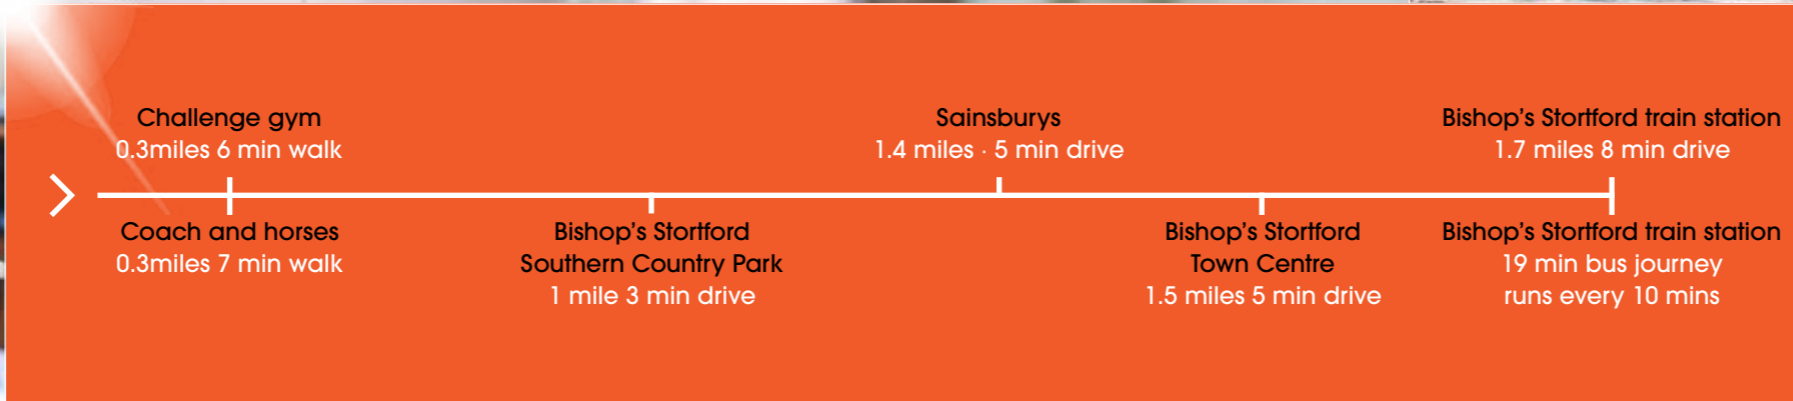 Challenge gym
0.3miles 6 min walk
Coach and horses
0.3miles 7 min walk
Bishop's Stortford
Southern Country Park
1 mile 3 min drive
Sainsburys
1.4 miles · 5 min drive
Bishop's Stortford
Town Centre
1.5 miles 5 min drive
Bishop's Stortford train station
1.7 miles 8 min drive
Bishop's Stortford train station
19 min bus journey
runs every 10 mins